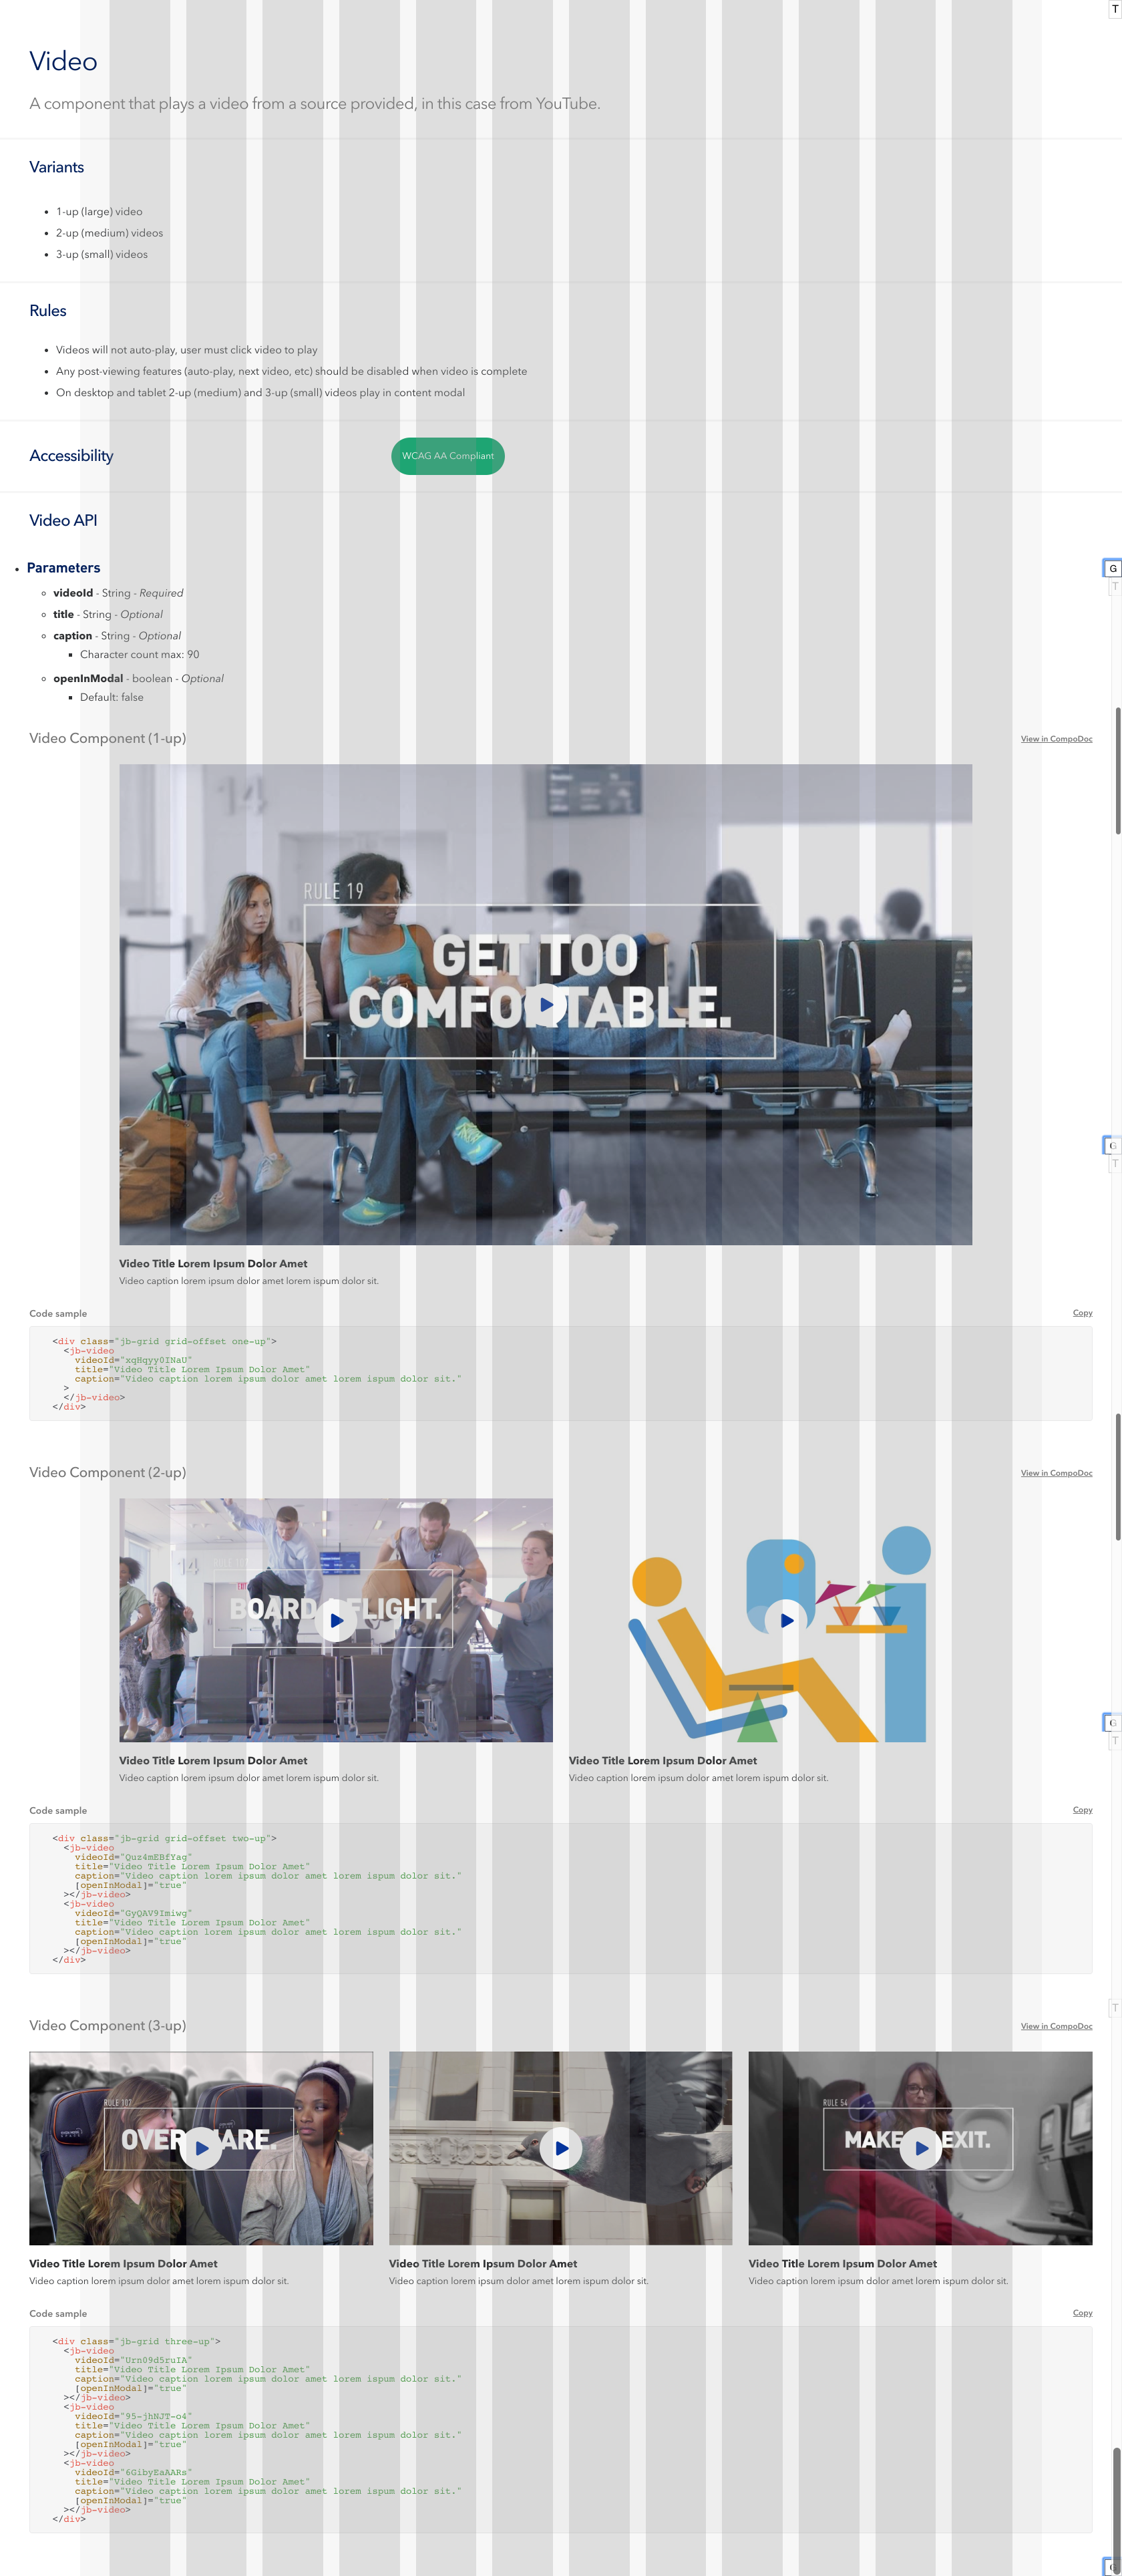 T
Video
A component that plays a video from a source provided, in this case from YouTube.
Variants
1-up (large) video
2-up (medium) videos
3-up (small) videos
Rules
Videos will not auto-play, user must click video to play
Any post-viewing features (auto-play, next video, etc) should be disabled when video is complete
On desktop and tablet 2-up (medium) and 3-up (small) videos play in content modal
Accessibility
WCAG AA Compliant
Video API
Parameters
G
T
videoId - String - Required
title - String - Optional
caption - String - Optional
Character count max: 90
openInModal - boolean - Optional
Default: false
Video Component (1-up)
View in CompoDoc
14
RULE 19
GET TOO
COMFORTABLE.
G
T
Video Title Lorem Ipsum Dolor Amet
Video caption lorem ipsum dolor amet lorem ispum dolor sit.
Code sample
Copy
<div class="jb-grid grid-offset one-up">
<jb-video
videoId="xqHqyy0INaU"
title="Video Title Lorem Ipsum Dolor Amet"
caption="Video caption lorem ipsum dolor amet lorem ispum dolor sit."
>
</jb-video>
</div>
Video Component (2-up)
View in CompoDoc
14
BOARD FLIGHT.
G
T
Video Title Lorem Ipsum Dolor Amet
Video caption lorem ipsum dolor amet lorem ispum dolor sit.
Video Title Lorem Ipsum Dolor Amet
Video caption lorem ipsum dolor amet lorem ispum dolor sit.
Code sample
Copy
<div class="jb-grid grid-offset two-up">
<jb-video
videoId="Quz4mEBfYag"
title="Video Title Lorem Ipsum Dolor Amet"
caption="Video caption lorem ipsum dolor amet lorem ispum dolor sit."
[openInModal]="true"
></jb-video>
<jb-video
videoId="GyQAV9Imiwg"
title="Video Title Lorem Ipsum Dolor Amet"
caption="Video caption lorem ipsum dolor amet lorem ispum dolor sit."
[openInModal]="true"
></jb-video>
</div>
T
Video Component (3-up)
View in CompoDoc
RULE 107
OVERSHARE.
RULE 54
MAKE EXIT.
Video Title Lorem Ipsum Dolor Amet
Video caption lorem ipsum dolor amet lorem ispum dolor sit.
Video Title Lorem Ipsum Dolor Amet
Video caption lorem ipsum dolor amet lorem ispum dolor sit.
Video Title Lorem Ipsum Dolor Amet
Video caption lorem ipsum dolor amet lorem ispum dolor sit.
Code sample
Copy
<div class="jb-grid three-up">
<jb-video
videoId="Urn09d5ruIA"
title="Video Title Lorem Ipsum Dolor Amet"
caption="Video caption lorem ipsum dolor amet lorem ispum dolor sit."
[openInModal]="true"
></jb-video>
<jb-video
videoId="95-jhNJT-o4"
title="Video Title Lorem Ipsum Dolor Amet"
caption="Video caption lorem ipsum dolor amet lorem ispum dolor sit."
[openInModal]="true"
></jb-video>
<jb-video
videoId="6GibyEaAARs"
title="Video Title Lorem Ipsum Dolor Amet"
caption="Video caption lorem ipsum dolor amet lorem ispum dolor sit."
[openInModal]="true"
></jb-video>
</div>
G